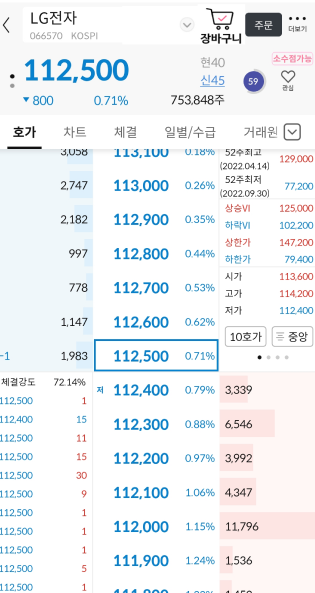 LG전자
066570 KOSPI
장바구니
주문
더보기
112,500
▼ 800 0.71% 753,848주
현40
신45
59
소수점가능
관심
호가 차트 체결 일별/수급 거래원
3,058 113,100 0.18%
2,747 113,000 0.26%
2,182 112,900 0.35%
997 112,800 0.44%
778 112,700 0.53%
1,147 112,600 0.62%
-1 1,983 112,500 0.71%
52주최고
(2022.04.14) 129,000
52주최저
(2022.09.30) 77,200
상승VI 125,000
하락VI 102,200
상한가 147,200
하한가 79,400
시가 113,600
고가 114,200
저가 112,400
10호가 중앙
체결강도 72.14%
112,500 1
112,400 15
112,500 11
112,500 15
112,500 30
112,500 9
112,500 1
112,500 1
112,500 1
112,500 5
112,500 1
저 112,400 0.79% 3,339
112,300 0.88% 6,546
112,200 0.97% 3,992
112,100 1.06% 4,347
112,000 1.15% 11,796
111,900 1.24% 1,536